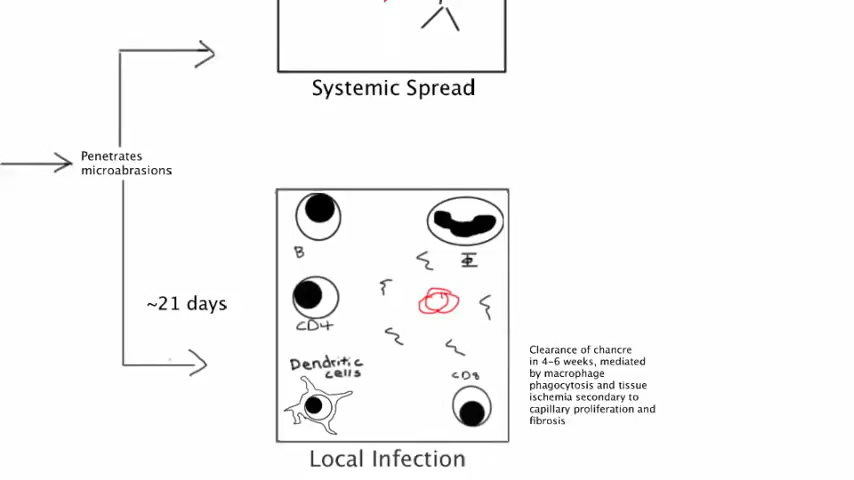 Systemic Spread
Penetrates
microabrasions
~21 days
B
CD4
Dendritic
cells
CD8
Local Infection
Clearance of chancre
in 4-6 weeks, mediated
by macrophage
phagocytosis and tissue
ischemia secondary to
capillary proliferation and
fibrosis